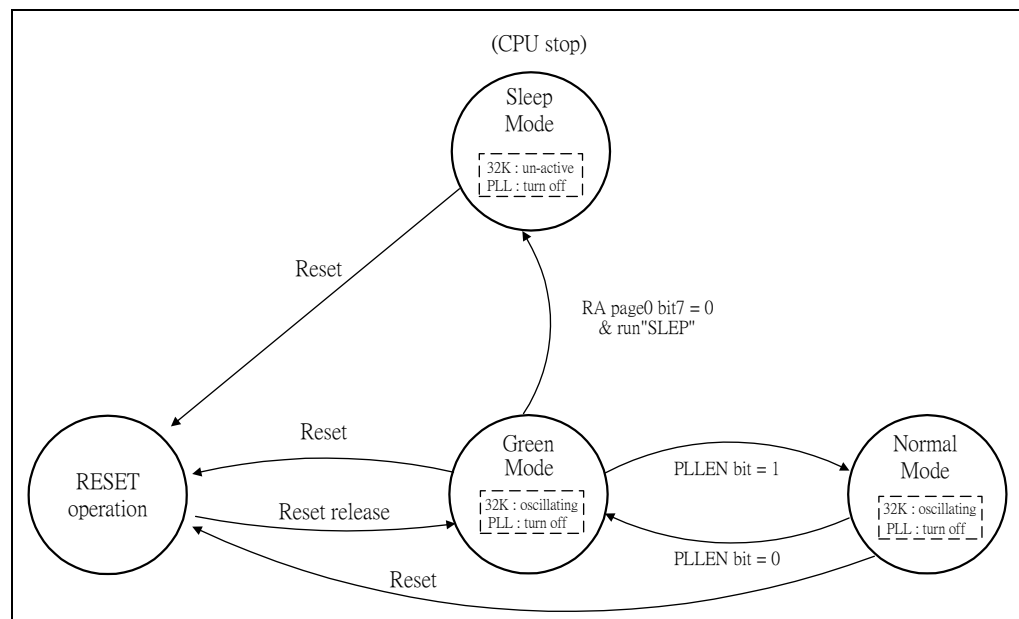 (CPU stop)
Sleep
Mode
32K : un-active
PLL : turn off
Reset
RA page0 bit7 = 0
& run"SLEP"
RESET
operation
Reset
Reset release
Green
Mode
32K : oscillating
PLL : turn off
PLLEN bit = 1
PLLEN bit = 0
Normal
Mode
32K : oscillating
PLL : turn off
Reset